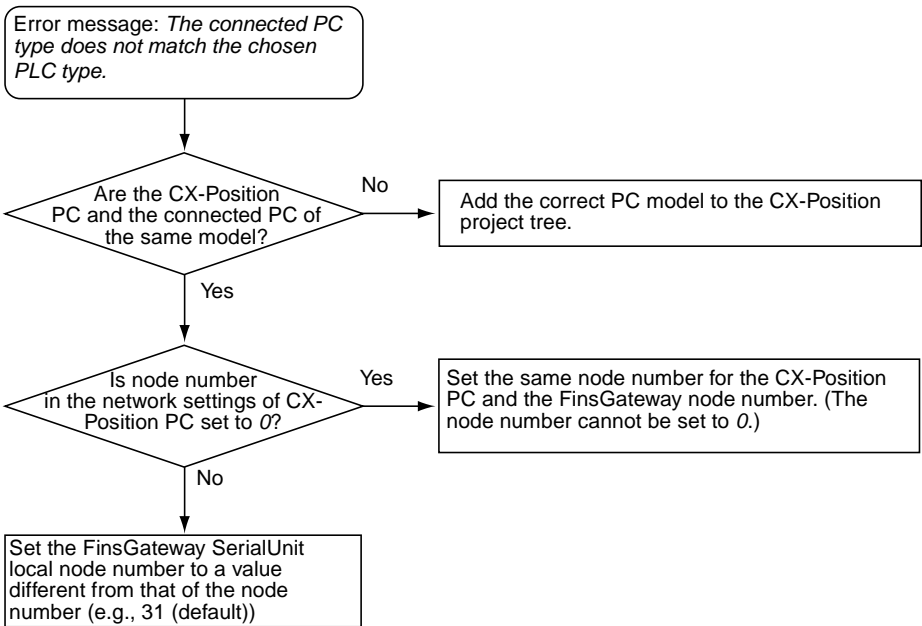 Error message: The connected PC
type does not match the chosen
PLC type.
Are the CX-Position
PC and the connected PC of
the same model?
No
Add the correct PC model to the CX-Position
project tree.
Yes
Is node number
in the network settings of CX-
Position PC set to 0?
Yes
Set the same node number for the CX-Position
PC and the FinsGateway node number. (The
node number cannot be set to 0.)
No
Set the FinsGateway SerialUnit
local node number to a value
different from that of the node
number (e.g., 31 (default))